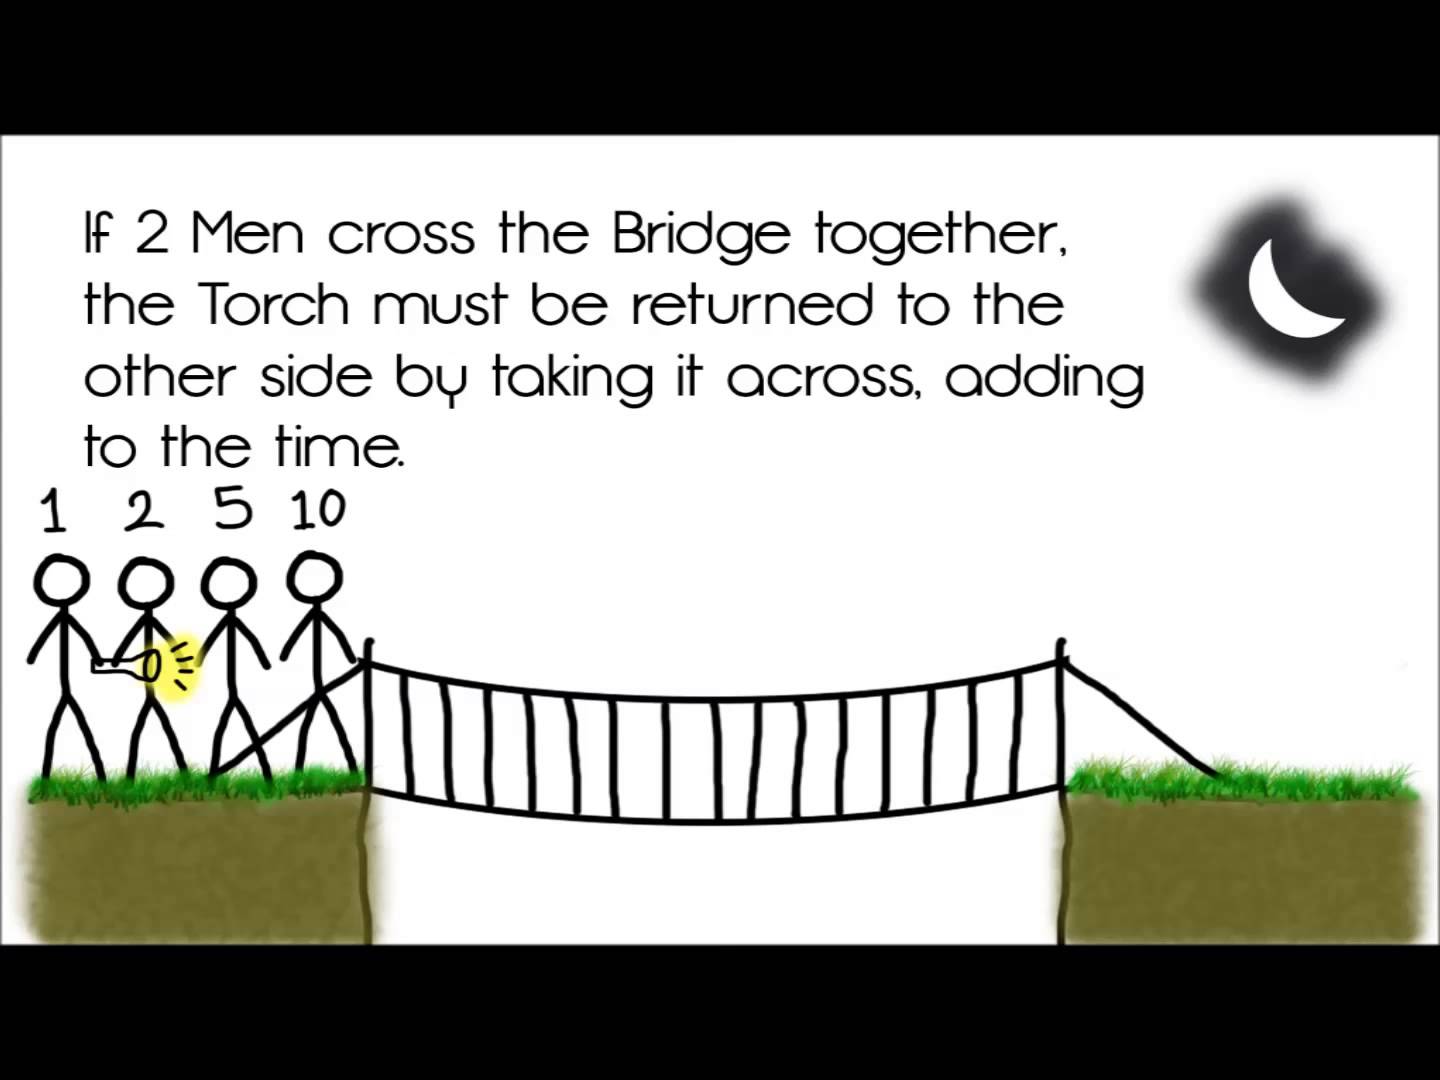 If 2 Men cross the Bridge together,
the Torch must be returned to the
other side by taking it across, adding
to the time.
1 2 5 10